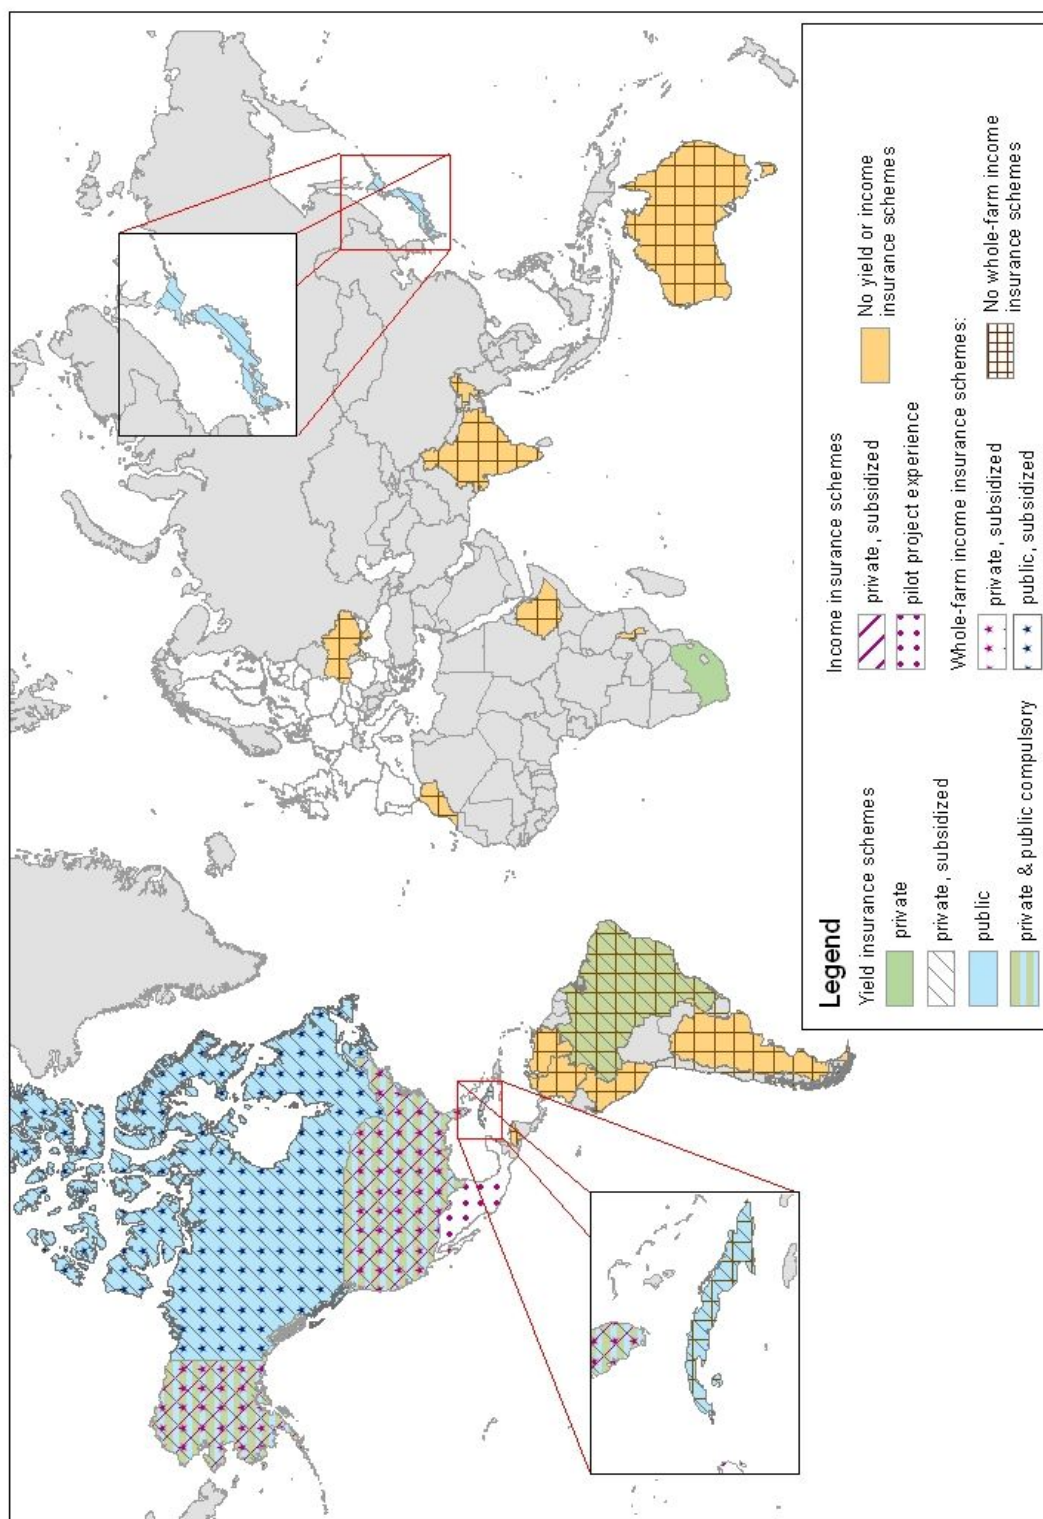 Legend
Yield insurance schemes
private
private, subsidized
public
private & public compulsory
Income insurance schemes
private, subsidized
pilot project experience
Whole-farm income insurance schemes:
private, subsidized
public, subsidized
No yield or income
insurance schemes
No whole-farm income
insurance schemes